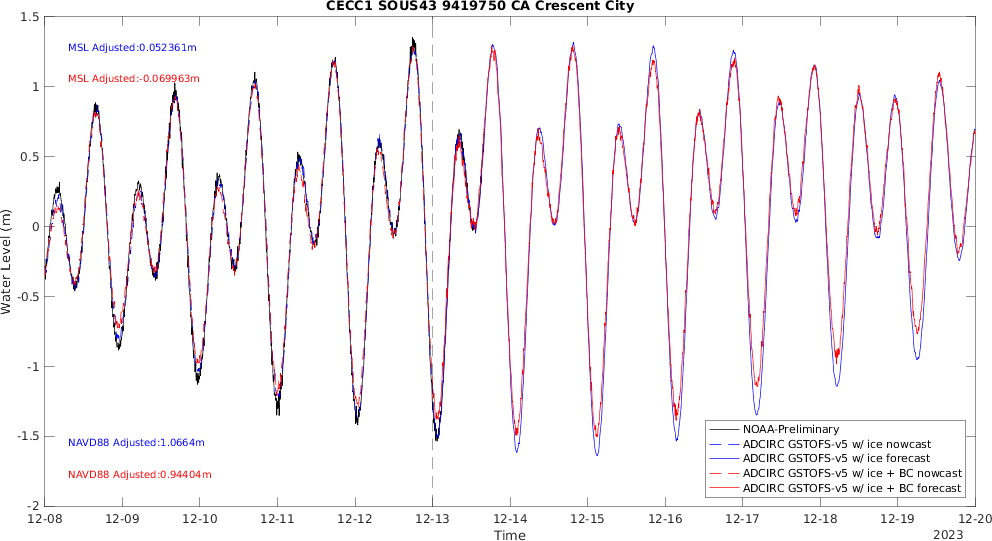 CECC1 SOUS43 9419750 CA Crescent City
1.5
1
0.5
0
-0.5
-1
-1.5
-2
Water Level (m)
MSL Adjusted:0.052361m
MSL Adjusted:-0.069963m
NAVD88 Adjusted:1.0664m
NAVD88 Adjusted:0.94404m
NOAA-Preliminary
ADCIRC GSTOFS-v5 w/ ice nowcast
ADCIRC GSTOFS-v5 w/ ice forecast
ADCIRC GSTOFS-v5 w/ ice + BC nowcast
ADCIRC GSTOFS-v5 w/ ice + BC forecast
12-08 12-09 12-10 12-11 12-12 12-13 12-14 12-15 12-16 12-17 12-18 12-19 12-20
Time
2023